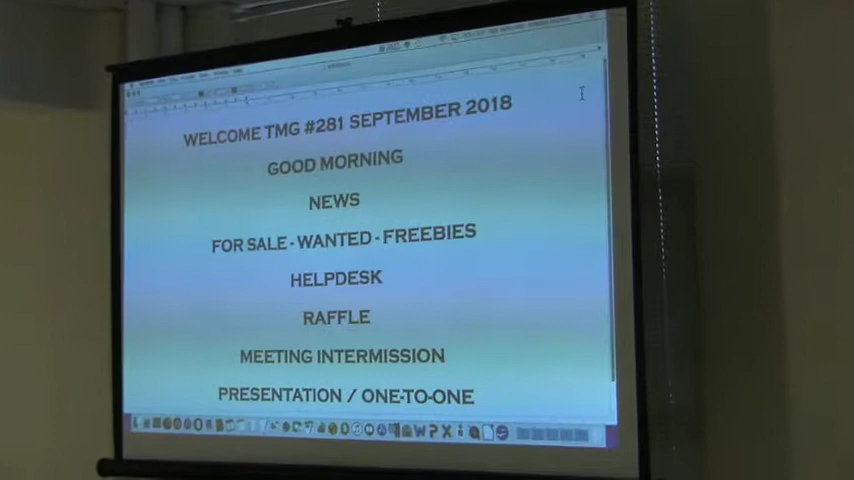 WELCOME TMG #281 SEPTEMBER 2018
GOOD MORNING
NEWS
FOR SALE - WANTED - FREEBIES
HELPDESK
RAFFLE
MEETING INTERMISSION
PRESENTATION / ONE-TO-ONE